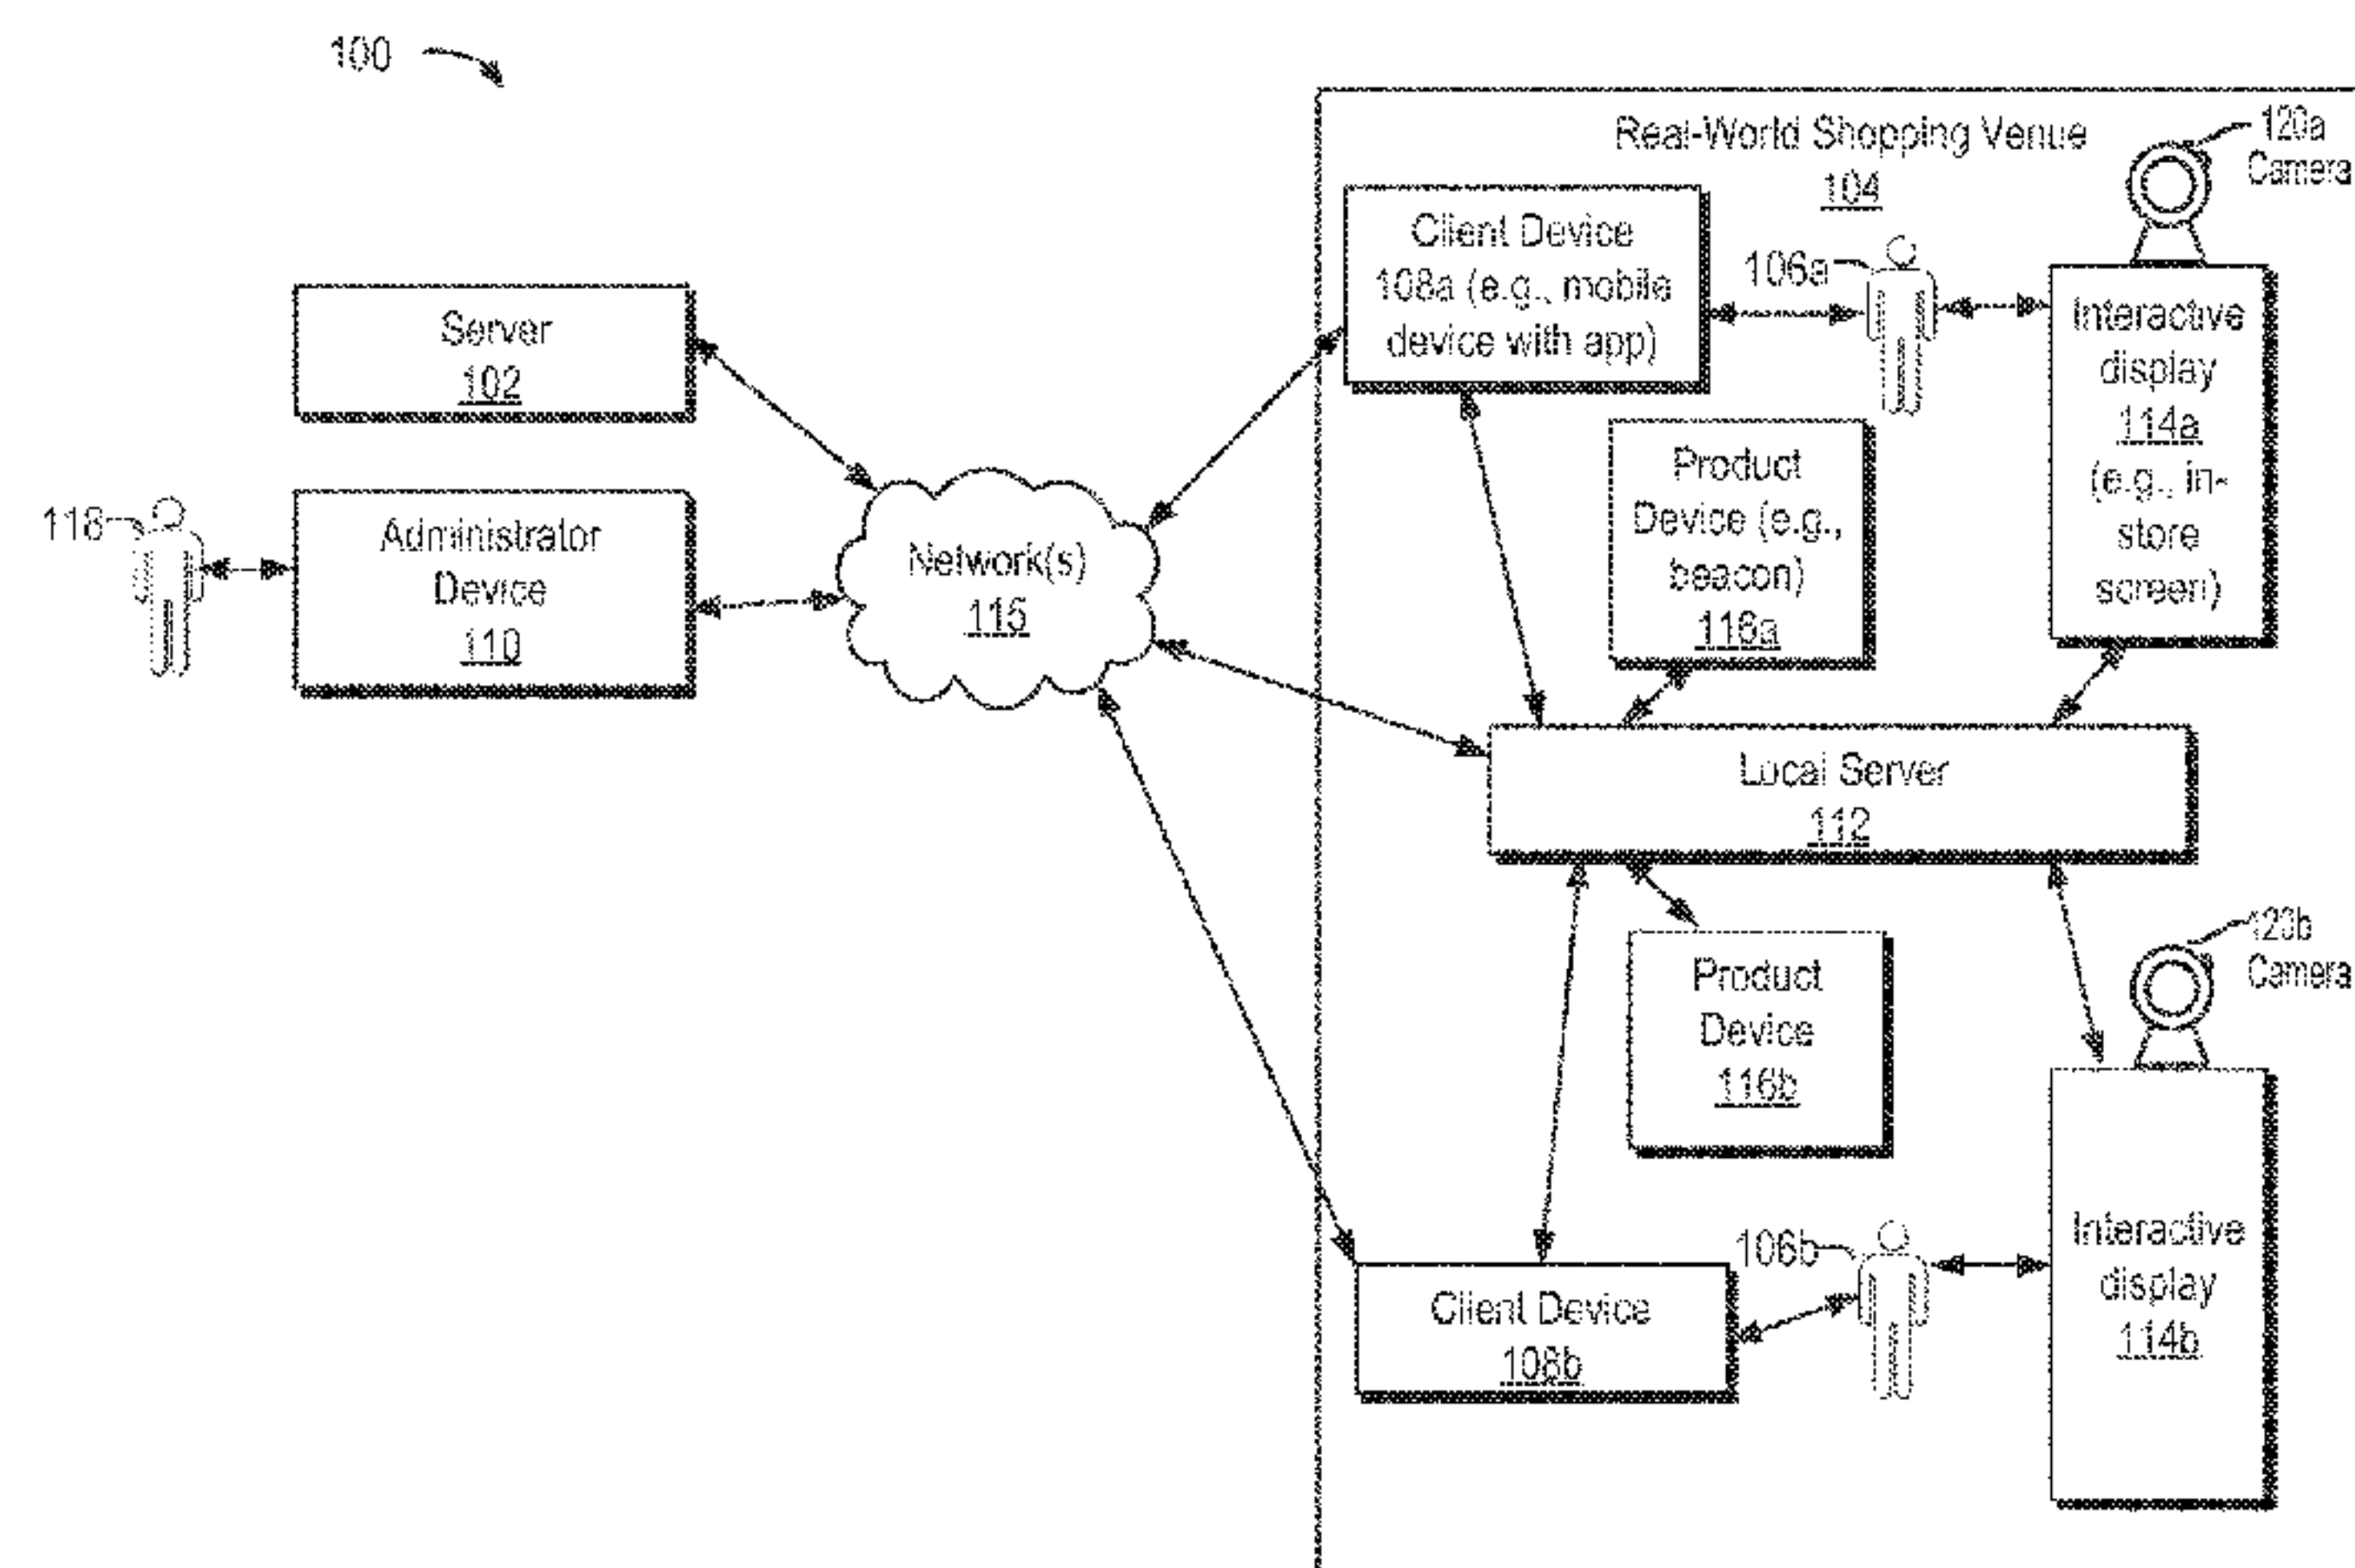 100
Real-World Shopping Venue
104
120a
Camera
Client Device
108a (e.g., mobile
device with app)
106a
Interactive
display
114a
(e.g., in-
store
screen)
Server
102
Product
Device (e.g.,
beacon)
116a
118
Administrator
Device
110
Network(s)
115
Local Server
112
120b
Camera
Product
Device
116b
106b
Interactive
display
114b
Client Device
108b